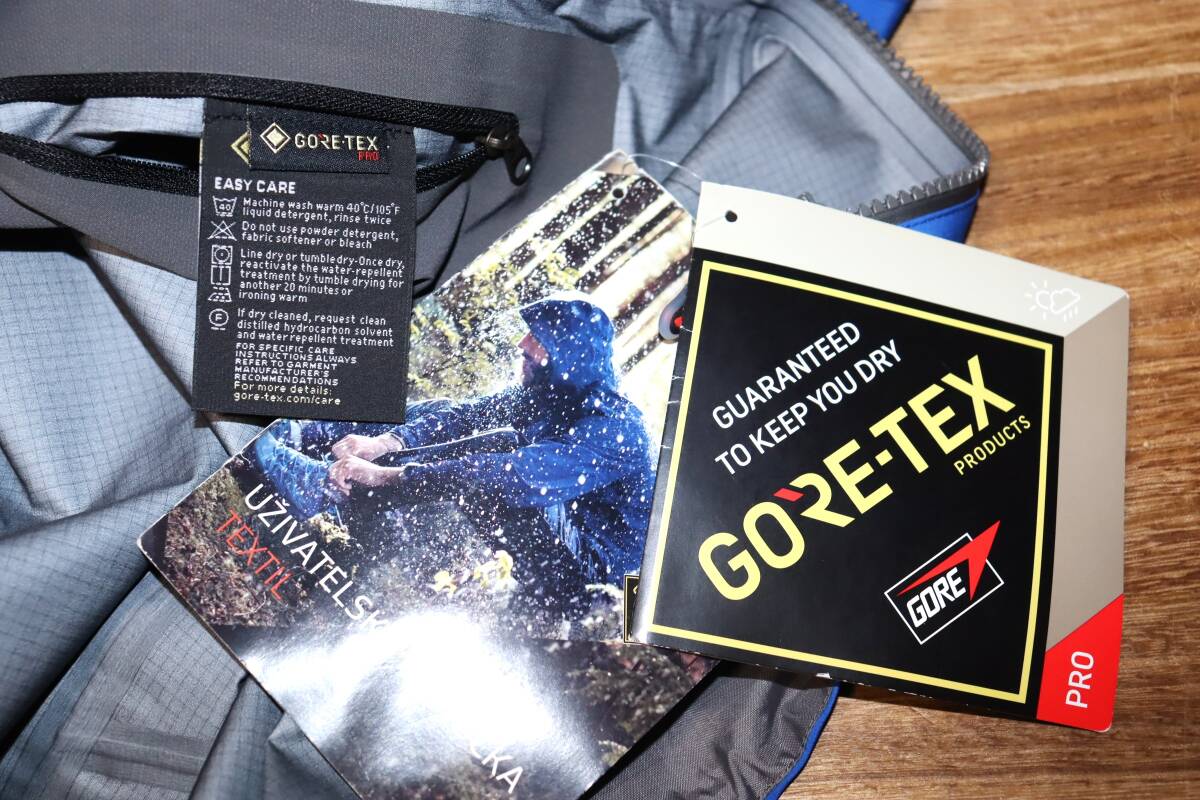 GORE-TEX
PRO
EASY CARE
40
Machine wash warm 40°C/105°F
liquid detergent, rinse twice
Do not use powder detergent,
fabric softener or bleach
Line dry or tumbledry-Once dry,
reactivate the water-repellent
treatment by tumble drying for
another 20 minutes or
ironing warm
F
If dry cleaned, request clean
distilled hydrocarbon solvent
and water repellent treatment
FOR SPECIFIC CARE
INSTRUCTIONS ALWAYS
REFER TO GARMENT
MANUFACTURER'S
RECOMMENDATIONS
For more details:
gore-tex.com/care
UŽIVATELSK
TEXTIL
GUARANTEED
TO KEEP YOU DRY
GORE-TEX
PRODUCTS
GORE
PRO